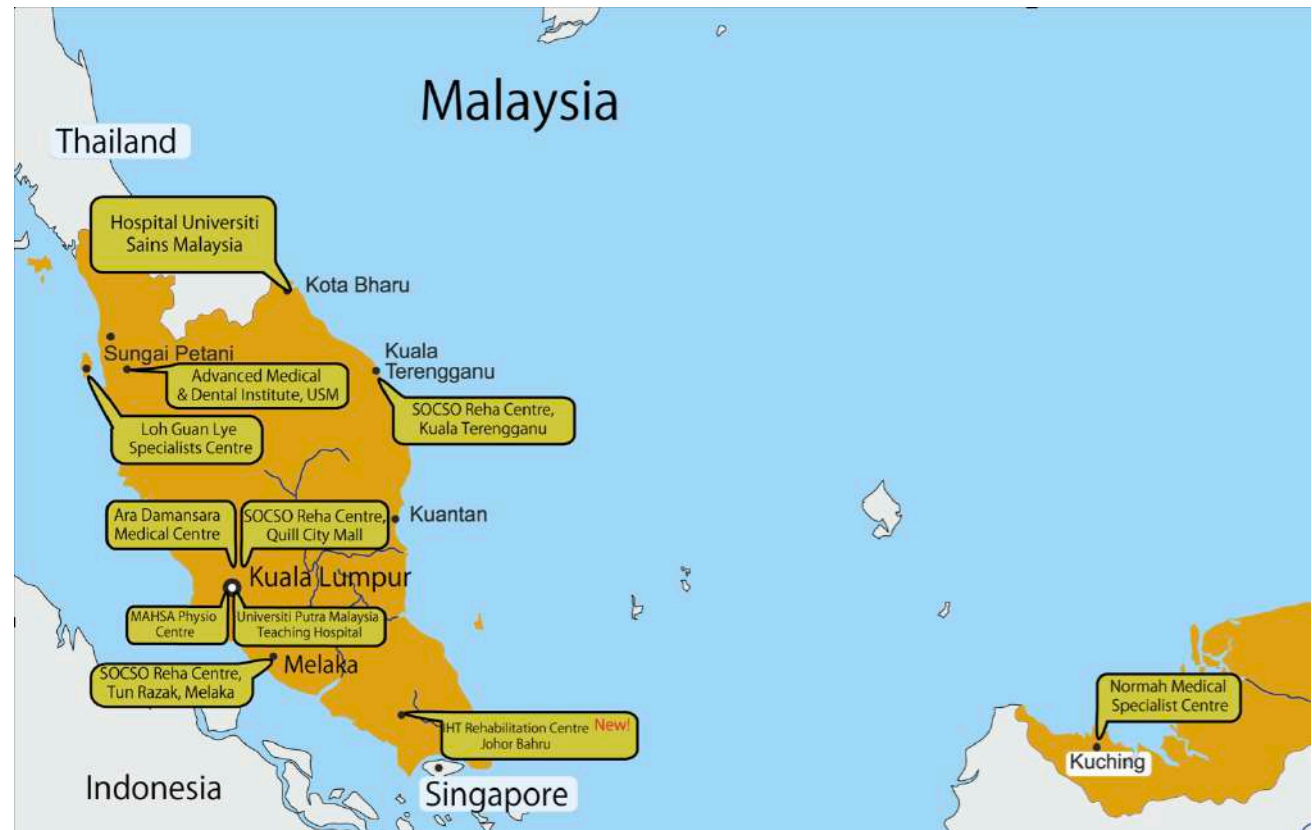 Malaysia
Thailand
Hospital Universiti
Sains Malaysia
Kota Bharu
Sungai Petani
Advanced Medical
& Dental Institute, USM
Kuala
Terengganu
SOCSO Reha Centre,
Kuala Terengganu
Loh Guan Lye
Specialists Centre
Ara Damansara
Medical Centre
SOCSO Reha Centre,
Quill City Mall
Kuantan
Kuala Lumpur
MAHSA Physio
Centre
Universiti Putra Malaysia
Teaching Hospital
Melaka
SOCSO Reha Centre,
Tun Razak, Melaka
IHT Rehabilitation Centre New!
Johor Bahru
Normah Medical
Specialist Centre
Kuching
Indonesia
Singapore